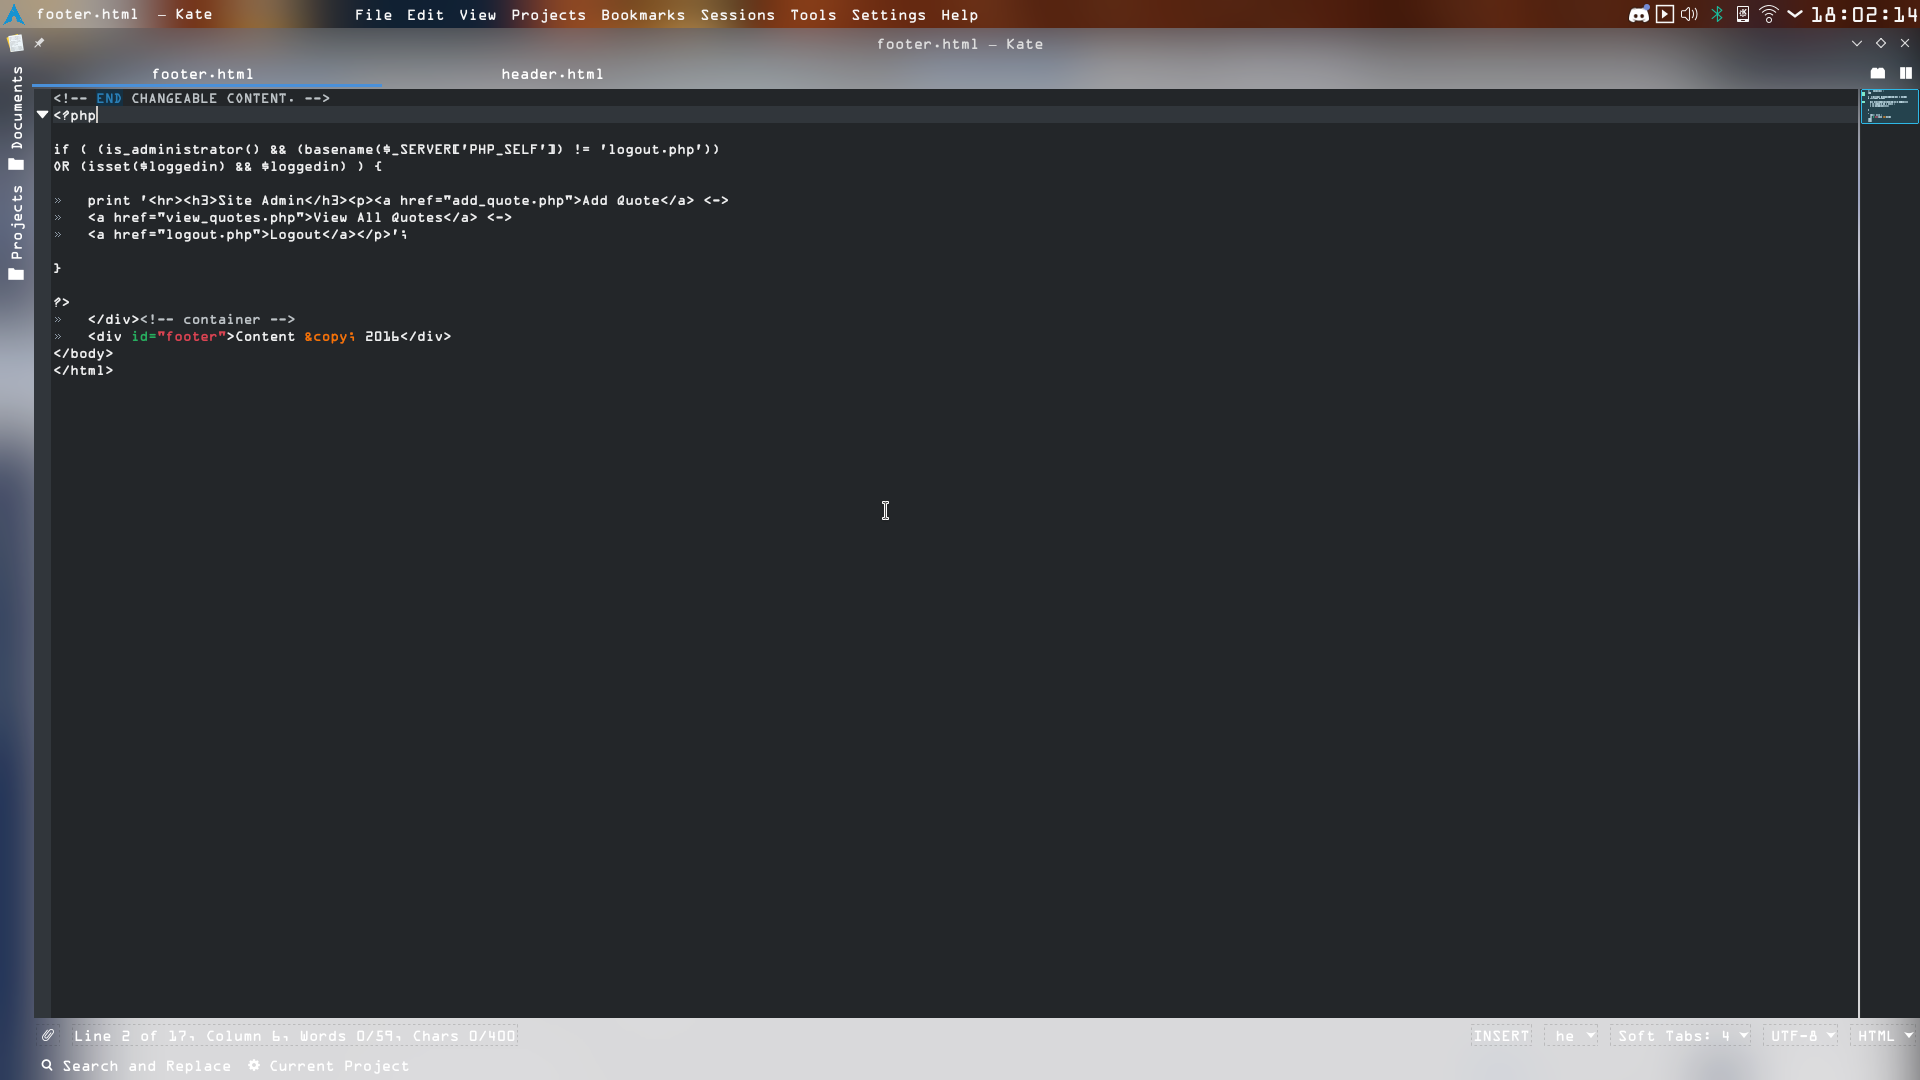 footer.html – Kate File Edit View Projects Bookmarks Sessions Tools Settings Help 18:02:14
footer.html – Kate
footer.html header.html
Documents
Projects
<!-- END CHANGEABLE CONTENT. -->
<?php
if ( (is_administrator() && (basename($_SERVER['PHP_SELF']) != 'logout.php'))
OR (isset($loggedin) && $loggedin) ) {
» print '<hr><h3>Site Admin</h3><p><a href="add_quote.php">Add Quote</a> <->
» <a href="view_quotes.php">View All Quotes</a> <->
» <a href="logout.php">Logout</a></p>';
}
?>
» </div><!-- container -->
» <div id="footer">Content &copy; 2016</div>
</body>
</html>
Line 2 of 17, Column 6, Words 0/59, Chars 0/400 INSERT he Soft Tabs: 4 UTF-8 HTML
Search and Replace Current Project